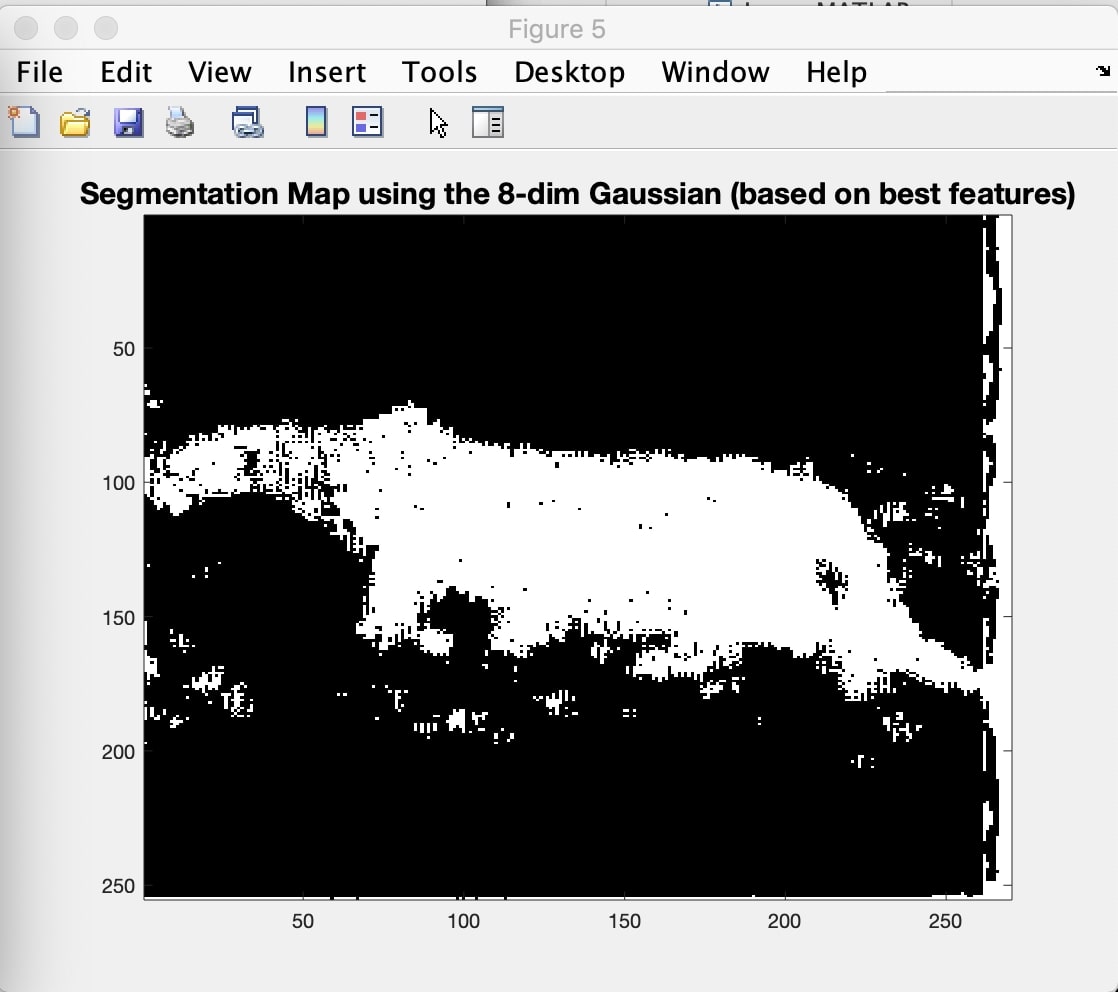 MATLAB
Figure 5
File Edit View Insert Tools Desktop Window Help
Segmentation Map using the 8-dim Gaussian (based on best features)
50
100
150
200
250
50 100 150 200 250